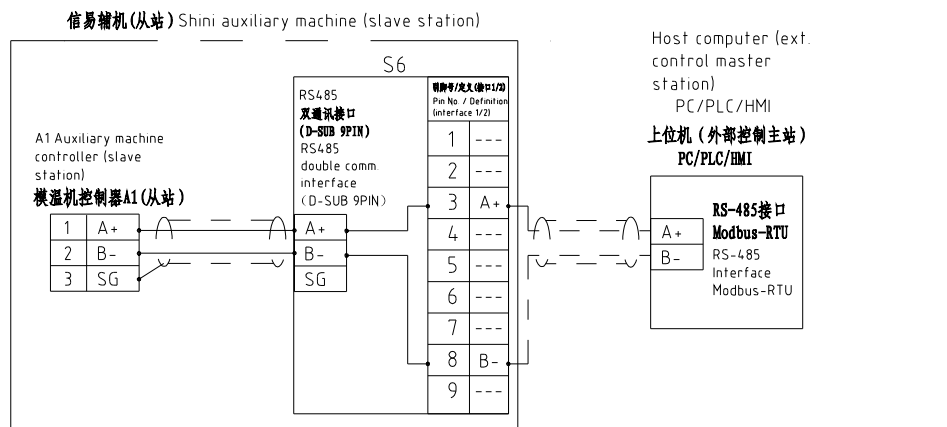 信易辅机(从站) Shini auxiliary machine (slave station)
Host computer (ext.
control master
station)
PC/PLC/HMI
上位机 (外部控制主站)
PC/PLC/HMI
S6
RS485
双通讯接口
(D-SUB 9PIN)
RS485
double comm.
interface
(D-SUB 9PIN)
引脚号/定义(接口1/2)
Pin No. / Definition
(interface 1/2)
A1 Auxiliary machine
controller (slave
station)
模温机控制器A1(从站)
1 A+
2 B-
3 SG
A+
B-
SG
1 ---
2 ---
3 A+
4 ---
5 ---
6 ---
7 ---
8 B-
9 ---
A+
B-
RS-485接口
Modbus-RTU
RS-485
Interface
Modbus-RTU